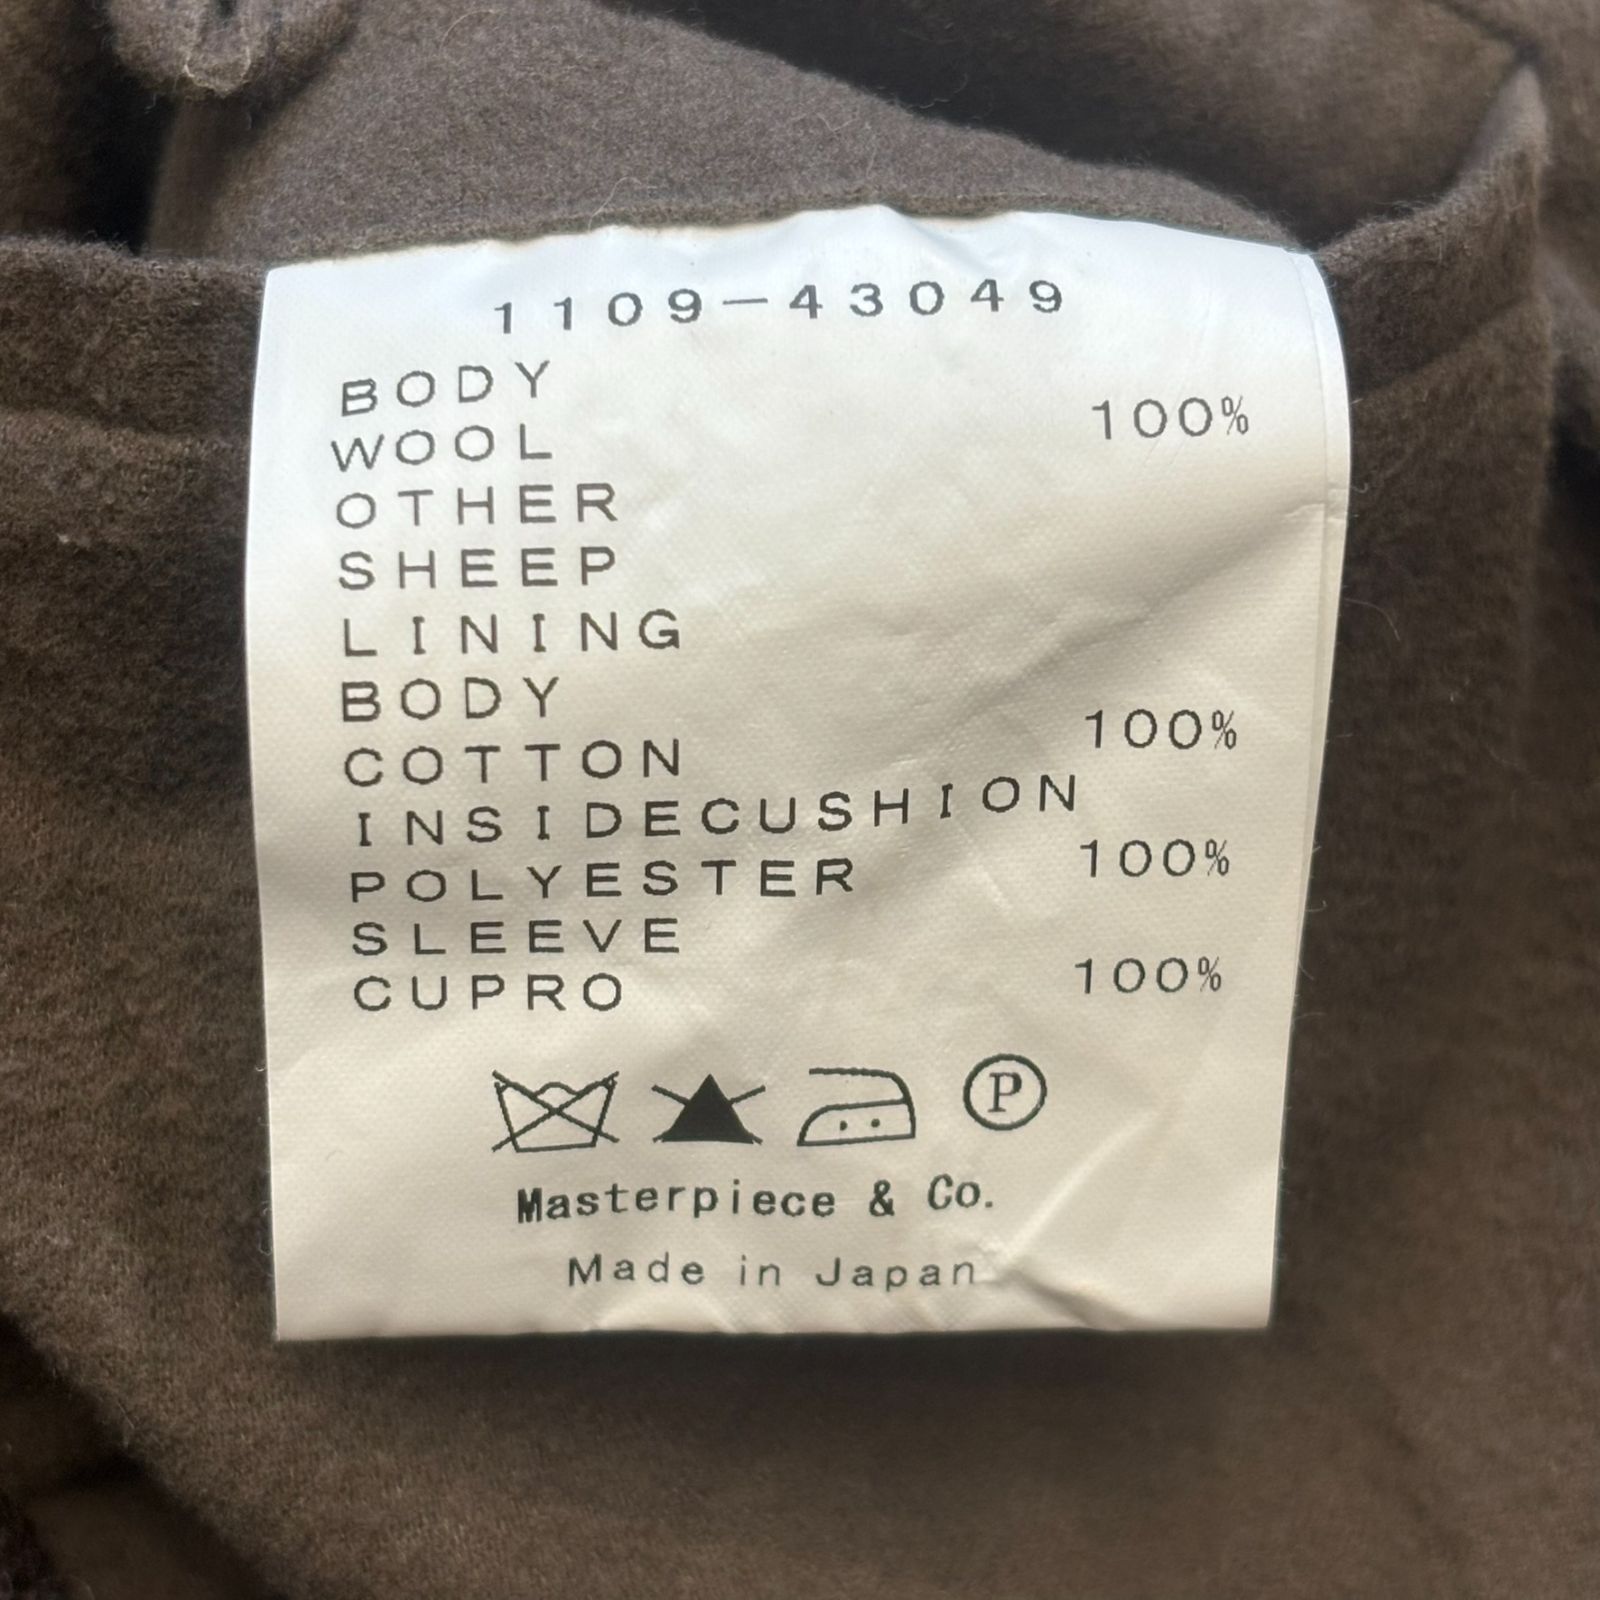 1109-43049
BODY
WOOL 100%
OTHER
SHEEP
LINING
BODY
COTTON 100%
INSIDECUSHION
POLYESTER 100%
SLEEVE
CUPRO 100%
P
Masterpiece & Co.
Made in Japan